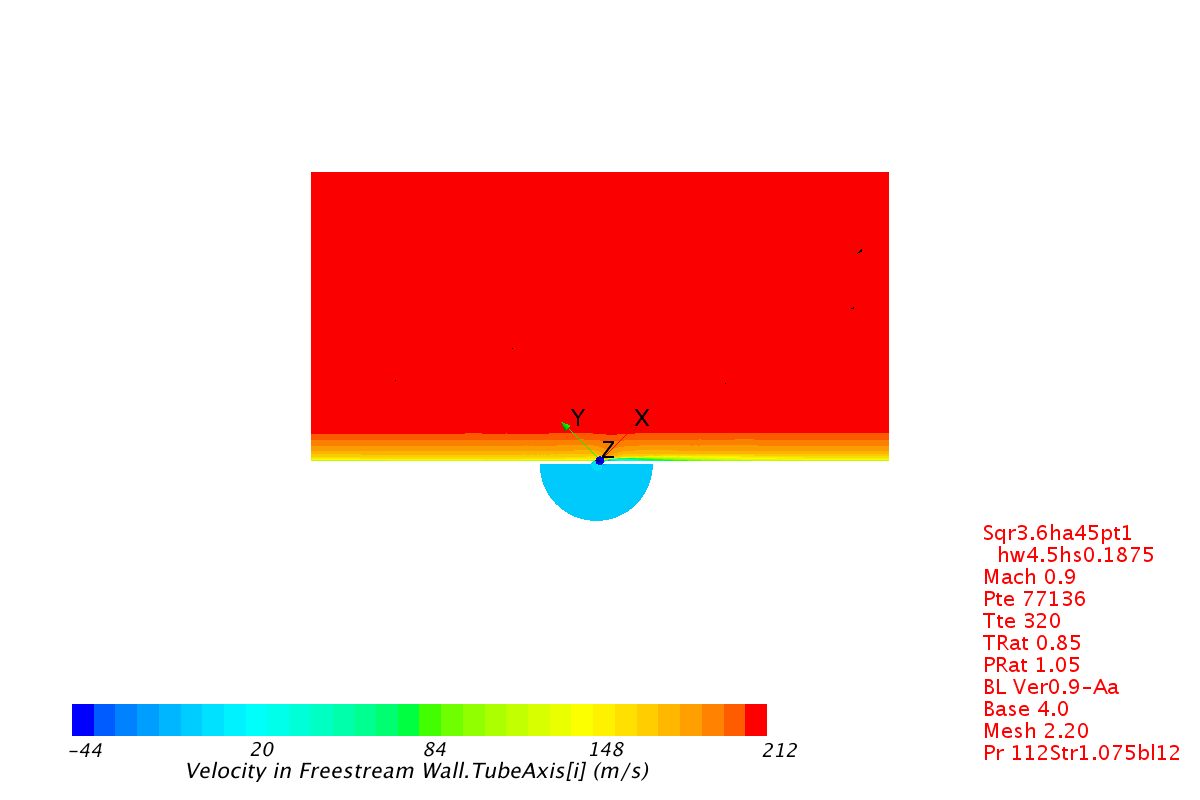 Y X
Z
Sqr3.6ha45pt1
hw4.5hs0.1875
Mach 0.9
Pte 77136
Tte 320
TRat 0.85
PRat 1.05
BL Ver0.9-Aa
Base 4.0
Mesh 2.20
Pr 112Str1.075bl12
-44 20 84 148 212
Velocity in Freestream Wall.TubeAxis[i] (m/s)